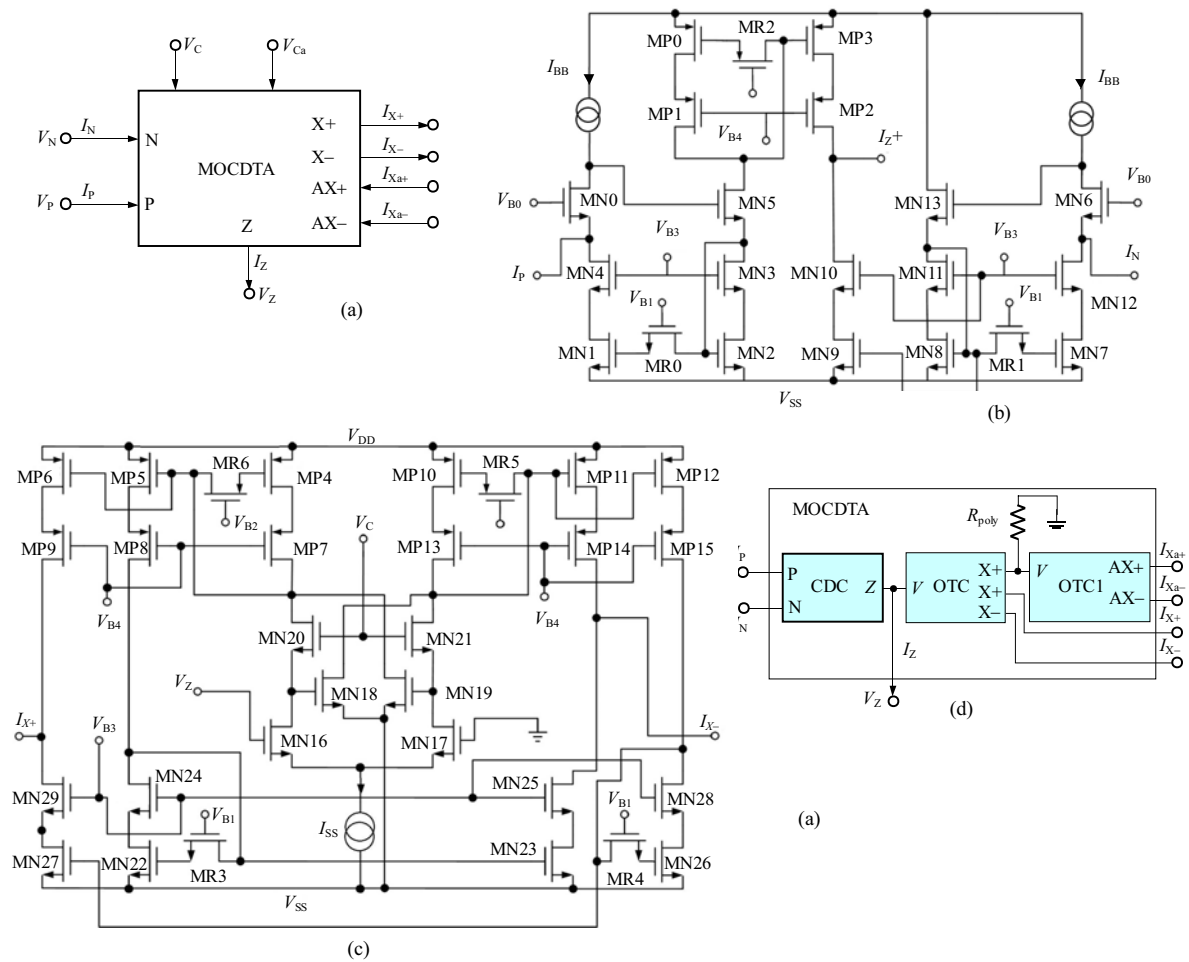 V_C
V_Ca
V_N
I_N
N
X+
I_X+
X−
I_X−
MOCDTA
AX+
I_Xa+
V_P
I_P
P
AX−
I_Xa−
Z
I_Z
V_Z
(a)
MP0
MR2
MP3
I_BB
I_BB
MP1
V_B4
MP2
I_Z+
V_B0
MN0
MN5
MN13
MN6
V_B0
V_B3
V_B3
I_P
MN4
MN3
MN10
MN11
I_N
MN12
V_B1
V_B1
MN1
MR0
MN2
MN9
MN8
MR1
MN7
V_SS
(b)
V_DD
MP6
MP5
MR6
MP4
MP10
MR5
MP11
MP12
V_B2
V_C
MP9
MP8
MP7
MP13
MP14
MP15
V_B4
V_B4
MN20
MN21
V_Z
MN18
MN19
I_X+
V_B3
MN16
MN17
I_X−
MN29
MN24
MN25
MN28
V_B1
I_SS
V_B1
MN27
MN22
MR3
MN23
MR4
MN26
V_SS
(c)
MOCDTA
R_poly
P
CDC
Z
V
OTC
X+
X+
X−
V
OTC1
AX+
AX−
I_Xa+
I_Xa−
I_X+
I_X−
P
N
N
I_Z
V_Z
(d)
(a)